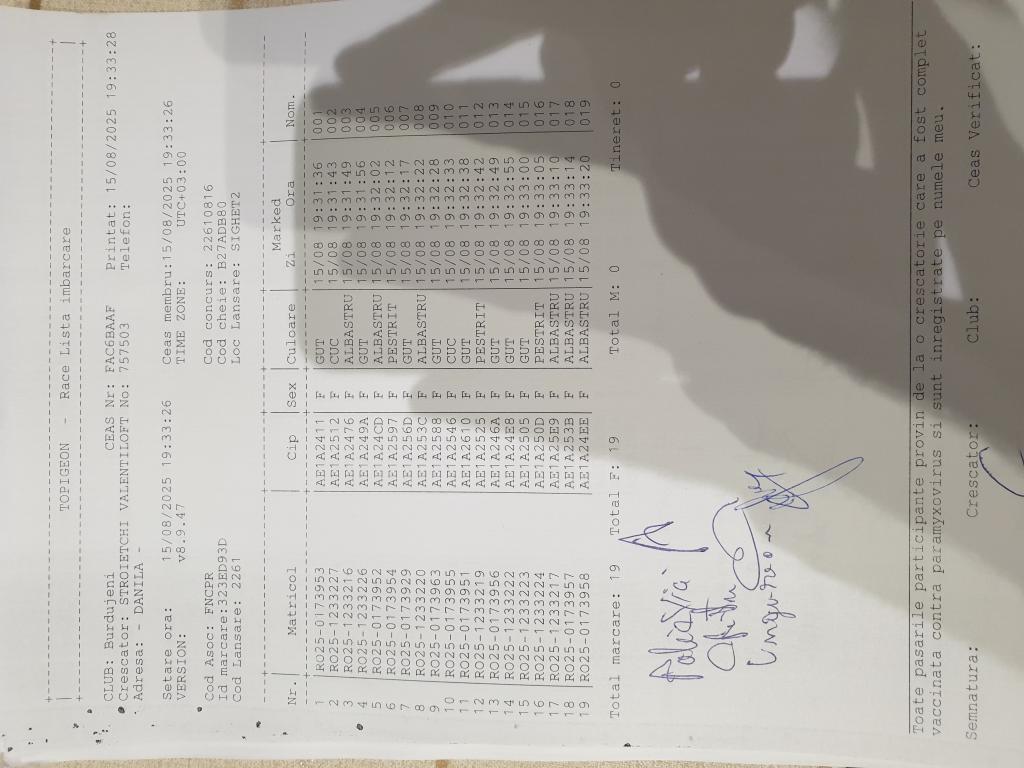 TOPIGEON - Race Lista imbarcare
CLUB: Burdujeni CEAS Nr: FAC6BAAF Printat: 15/08/2025 19:33:28
Crescator: STROIETCHI VALENTILOFT No: 757503 Telefon:
Adresa: - DANILA -
Setare ora: 15/08/2025 19:33:26 Ceas membru:15/08/2025 19:33:26
VERSION: v8.9.47 TIME ZONE: UTC+03:00
Cod Asoc: FNCPR Cod concurs: 22610816
Id marcare:323ED93D Cod cheie: B27ADB80
Cod Lansare: 2261 Loc Lansare: SIGHET2
Marked
Nr. Matricol Cip Sex Culoare Zi Ora Nom.
1 RO25-0173953 AE1A2411 F GUT 15/08 19:31:36 001
2 RO25-1233227 AE1A2512 F CUC 15/08 19:31:43 002
3 RO25-1233216 AE1A2476 F ALBASTRU 15/08 19:31:49 003
4 RO25-1233226 AE1A249A F GUT 15/08 19:31:56 004
5 RO25-0173952 AE1A24CD F ALBASTRU 15/08 19:32:02 005
6 RO25-0173954 AE1A2597 F PESTRIT 15/08 19:32:12 006
7 RO25-0173929 AE1A256D F GUT 15/08 19:32:17 007
8 RO25-1233220 AE1A253C F ALBASTRU 15/08 19:32:22 008
9 RO25-0173963 AE1A2588 F GUT 15/08 19:32:28 009
10 RO25-0173955 AE1A2546 F CUC 15/08 19:32:33 010
11 RO25-0173956 AE1A2610 F GUT 15/08 19:32:38 011
12 RO25-1233219 AE1A2525 F PESTRIT 15/08 19:32:42 012
13 RO25-0173951 AE1A246A F GUT 15/08 19:32:49 013
14 RO25-1233222 AE1A24E8 F GUT 15/08 19:32:55 014
15 RO25-1233223 AE1A2505 F GUT 15/08 19:33:00 015
16 RO25-1233224 AE1A250D F PESTRIT 15/08 19:33:05 016
17 RO25-1233217 AE1A25E9 F ALBASTRU 15/08 19:33:10 017
18 RO25-0173957 AE1A253B F ALBASTRU 15/08 19:33:14 018
19 RO25-0173958 AE1A24EE F ALBASTRU 15/08 19:33:20 019
Total marcare: 19 Total F: 19 Total M: 0 Tineret: 0
Toate pasarile participante provin de la o crescatorie care a fost complet
vaccinata contra paramyxovirus si sunt inregistrate pe numele meu.
Semnatura: Crescator: Club: Ceas Verificat: